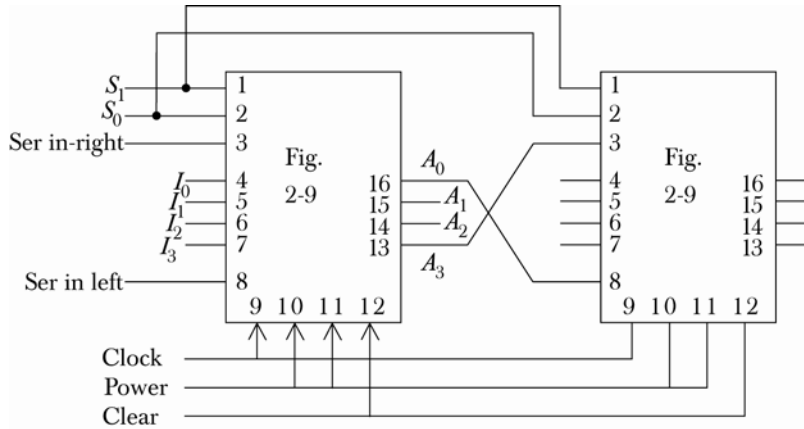 S₁
S₀
Ser in-right
I₀
I₁
I₂
I₃
Ser in left
1
2
3
4
5
6
7
8
Fig.
2-9
16
15
14
13
9 10 11 12
A₀
A₁
A₂
A₃
1
2
3
4
5
6
7
8
Fig.
2-9
16
15
14
13
9 10 11 12
Clock
Power
Clear